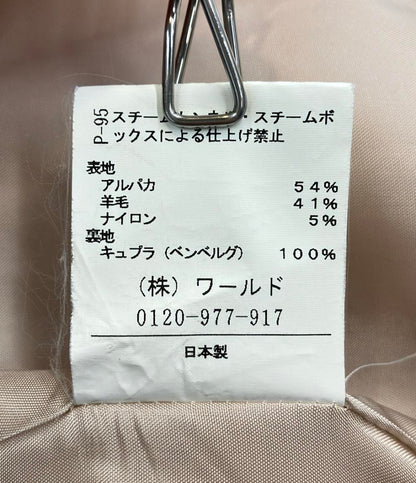 P-95
スチーム・スチームボ
ックスによる仕上げ禁止
表地
アルパカ 54%
羊毛 41%
ナイロン 5%
裏地
キュプラ（ベンベルグ） 100%
（株）ワールド
0120-977-917
日本製